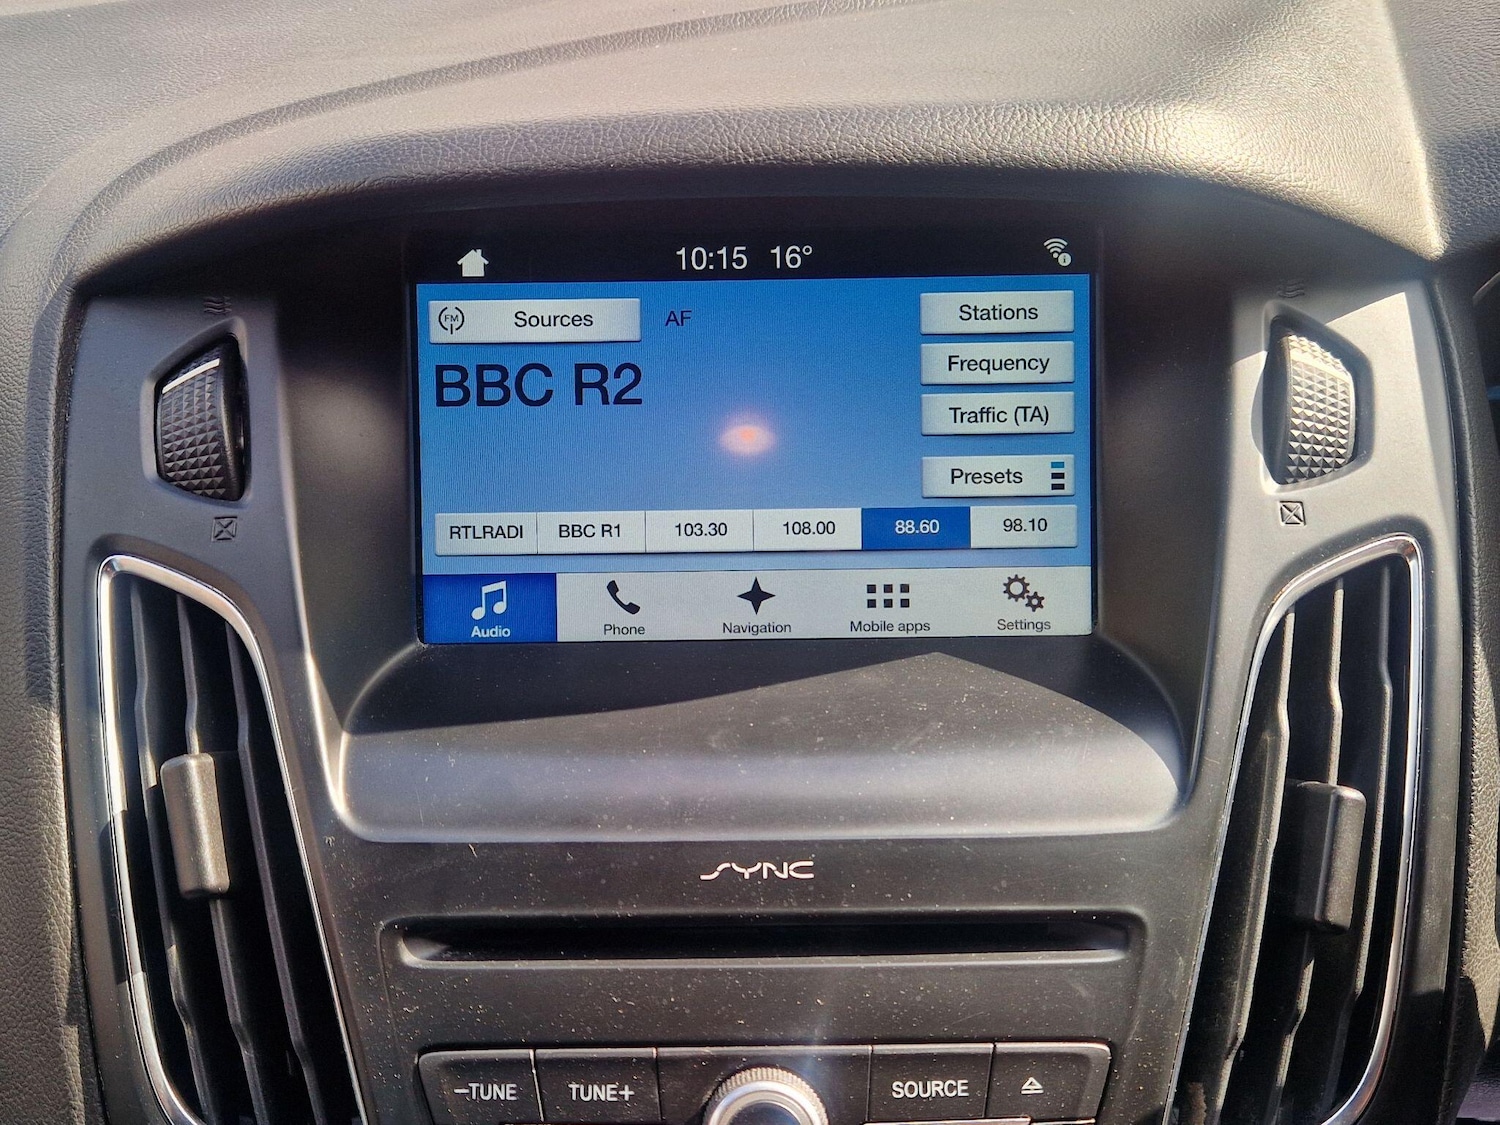 10:15 16°
FM Sources AF Stations
BBC R2
Frequency
Traffic (TA)
Presets
RTLRADI BBC R1 103.30 108.00 88.60 98.10
Audio Phone Navigation Mobile apps Settings
SYNC
−TUNE TUNE+ SOURCE